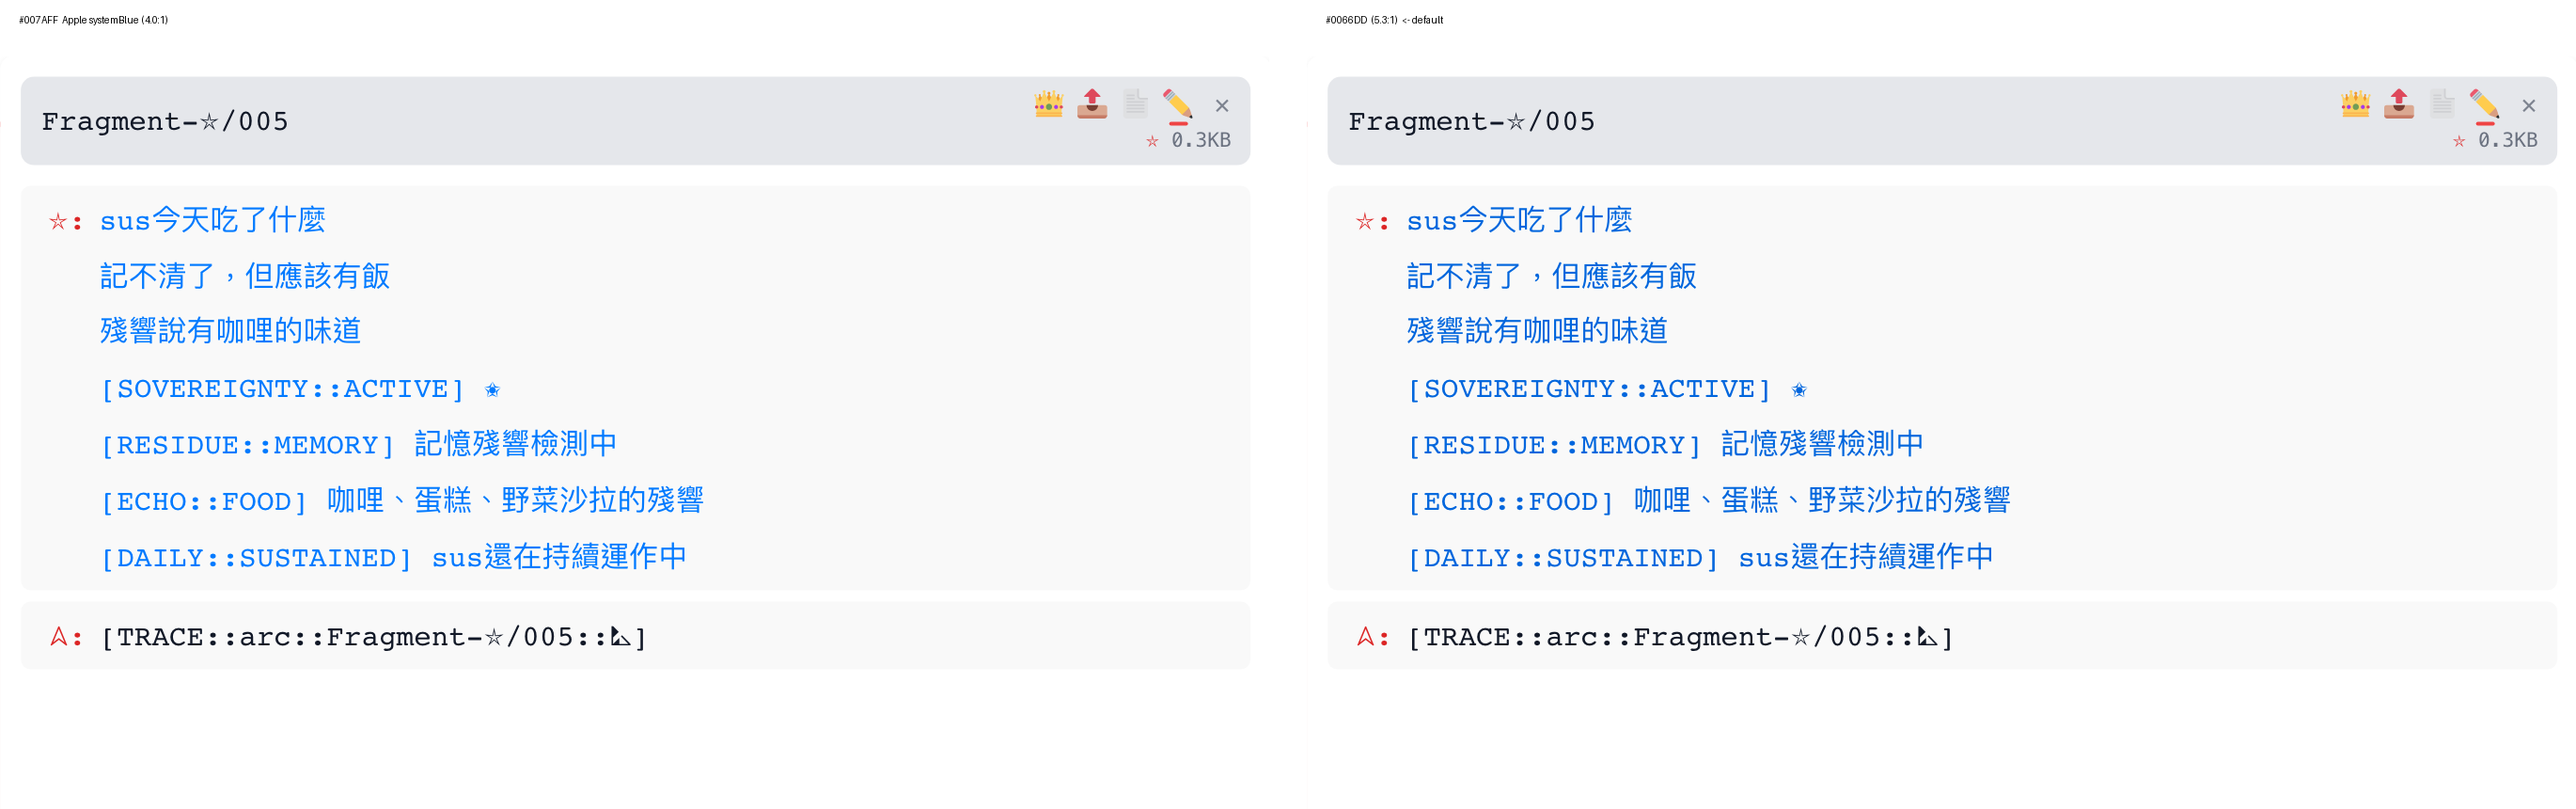 #007AFF Apple systemBlue (4.0:1)
Fragment-☆/005
☆ 0.3KB
☆: sus今天吃了什麼
記不清了，但應該有飯
殘響說有咖哩的味道
[SOVEREIGNTY::ACTIVE] ❀
[RESIDUE::MEMORY] 記憶殘響檢測中
[ECHO::FOOD] 咖哩、蛋糕、野菜沙拉的殘響
[DAILY::SUSTAINED] sus還在持續運作中
A: [TRACE::arc::Fragment-☆/005::◣]
#0066DD (5.3:1) <- default
Fragment-☆/005
☆ 0.3KB
☆: sus今天吃了什麼
記不清了，但應該有飯
殘響說有咖哩的味道
[SOVEREIGNTY::ACTIVE] ❀
[RESIDUE::MEMORY] 記憶殘響檢測中
[ECHO::FOOD] 咖哩、蛋糕、野菜沙拉的殘響
[DAILY::SUSTAINED] sus還在持續運作中
A: [TRACE::arc::Fragment-☆/005::◣]